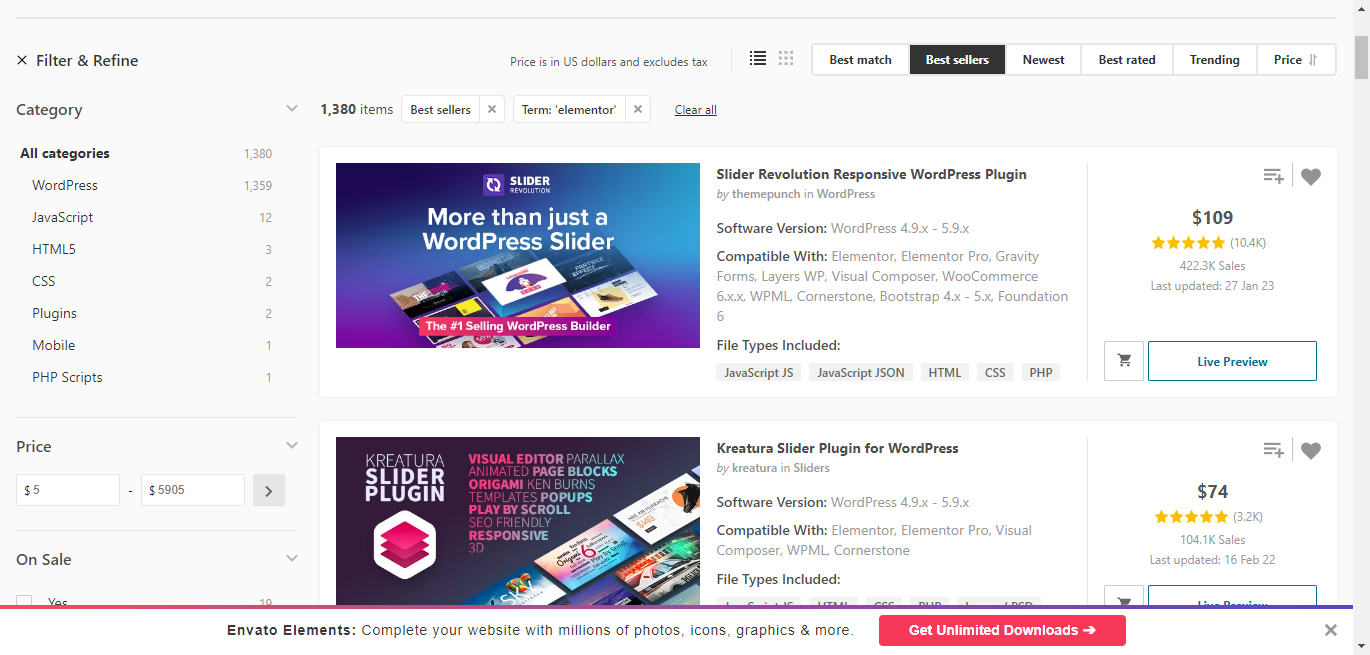 Filter & Refine
Price is in US dollars and excludes tax
Best match
Best sellers
Newest
Best rated
Trending
Price
Category
1,380 items
Best sellers
Term: 'elementor'
Clear all
All categories 1,380
WordPress 1,359
JavaScript 12
HTML5 3
CSS 2
Plugins 2
Mobile 1
PHP Scripts 1
Price
$ 5 - $ 5905
On Sale
Yes 19
SLIDER
REVOLUTION
More than just a
WordPress Slider
The #1 Selling WordPress Builder
Slider Revolution Responsive WordPress Plugin
by themepunch in WordPress
Software Version: WordPress 4.9.x - 5.9.x
Compatible With: Elementor, Elementor Pro, Gravity
Forms, Layers WP, Visual Composer, WooCommerce
6.x.x, WPML, Cornerstone, Bootstrap 4.x - 5.x, Foundation
6
File Types Included:
JavaScript JS
JavaScript JSON
HTML
CSS
PHP
$109
(10.4K)
422.3K Sales
Last updated: 27 Jan 23
Live Preview
KREATURA
SLIDER
PLUGIN
VISUAL EDITOR PARALLAX
ANIMATED PAGE BLOCKS
ORIGAMI KEN BURNS
TEMPLATES POPUPS
PLAY BY SCROLL
SEO FRIENDLY
RESPONSIVE
3D
Kreatura Slider Plugin for WordPress
by kreatura in Sliders
Software Version: WordPress 4.9.x - 5.9.x
Compatible With: Elementor, Elementor Pro, Visual
Composer, WPML, Cornerstone
File Types Included:
JavaScript JS
HTML
CSS
PHP
Layered PSD
$74
(3.2K)
104.1K Sales
Last updated: 16 Feb 22
Live Preview
Envato Elements: Complete your website with millions of photos, icons, graphics & more.
Get Unlimited Downloads ➔